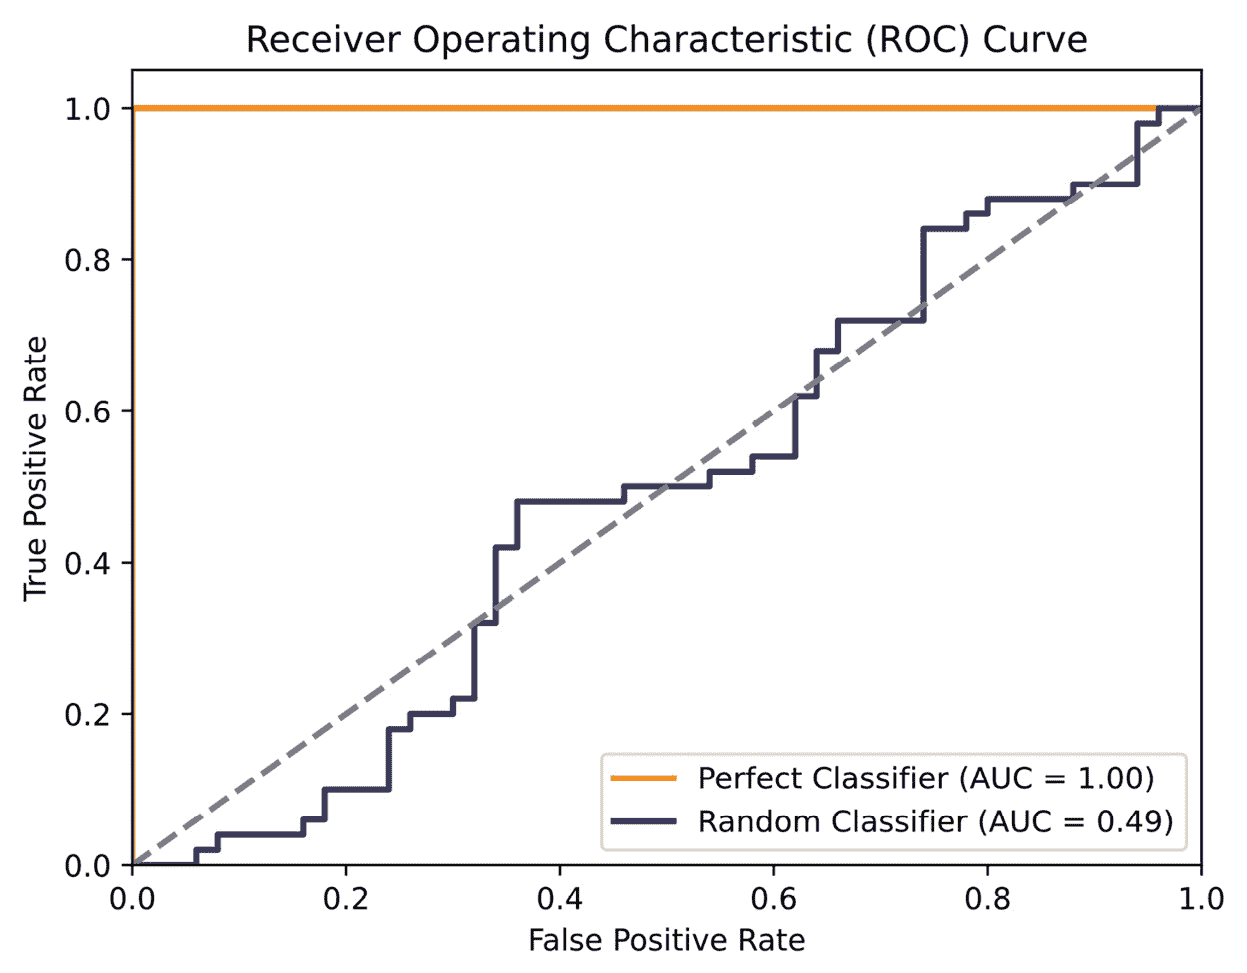 Receiver Operating Characteristic (ROC) Curve
True Positive Rate
1.0
0.8
0.6
0.4
0.2
0.0
Perfect Classifier (AUC = 1.00)
Random Classifier (AUC = 0.49)
0.0 0.2 0.4 0.6 0.8 1.0
False Positive Rate